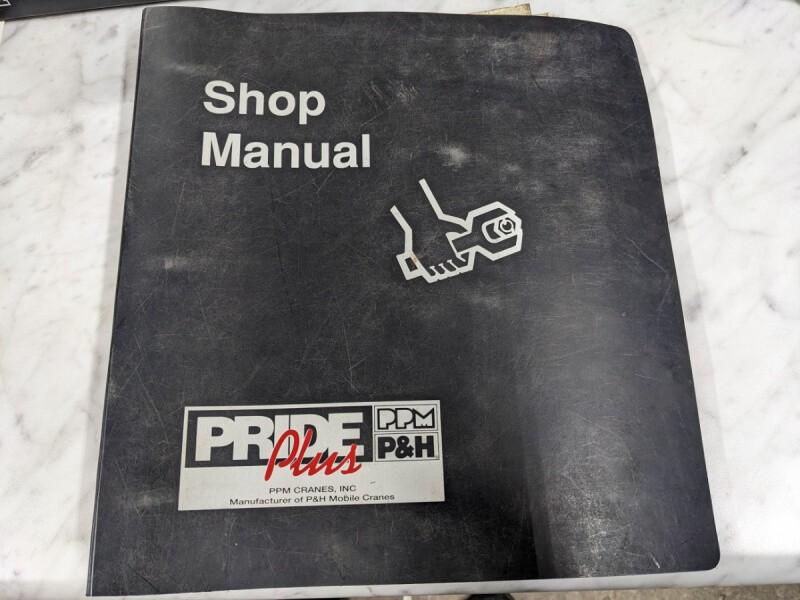 Shop
Manual
PRIDE
Plus
PPM
P&H
PPM CRANES, INC
Manufacturer of P&H Mobile Cranes